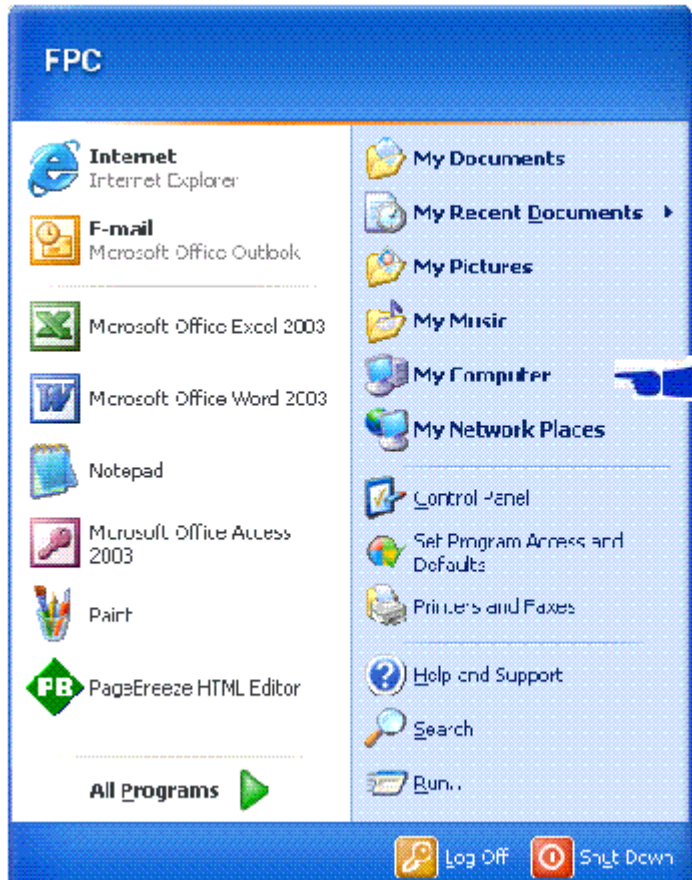 FPC
Internet
Internet Explorer
E-mail
Microsoft Office Outlook
Microsoft Office Excel 2003
Microsoft Office Word 2003
Notepad
Microsoft Office Access
2003
Paint
PB
PageBreeze HTML Editor
All Programs
My Documents
My Recent Documents
My Pictures
My Music
My Computer
My Network Places
Control Panel
Set Program Access and
Defaults
Printers and Faxes
Help and Support
Search
Run...
Log Off
Shut Down